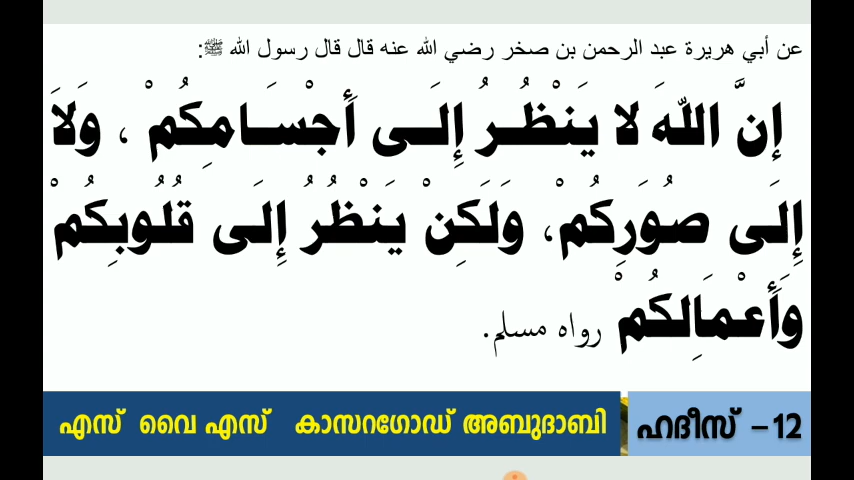 عن أبي هريرة عبد الرحمن بن صخر رضي الله عنه قال قال رسول الله ﷺ:
إنَّ اللهَ لا يَنْظُرُ إِلَى أَجْسَامِكُمْ ، وَلاَ
إِلَى صُوَرِكُمْ، وَلَكِنْ يَنْظُرُ إِلَى قُلُوبِكُمْ
وَأَعْمَالِكُمْ رواه مسلم.
എസ് വൈ എസ് കാസറഗോഡ് അബുദാബി ഹദീസ് -12